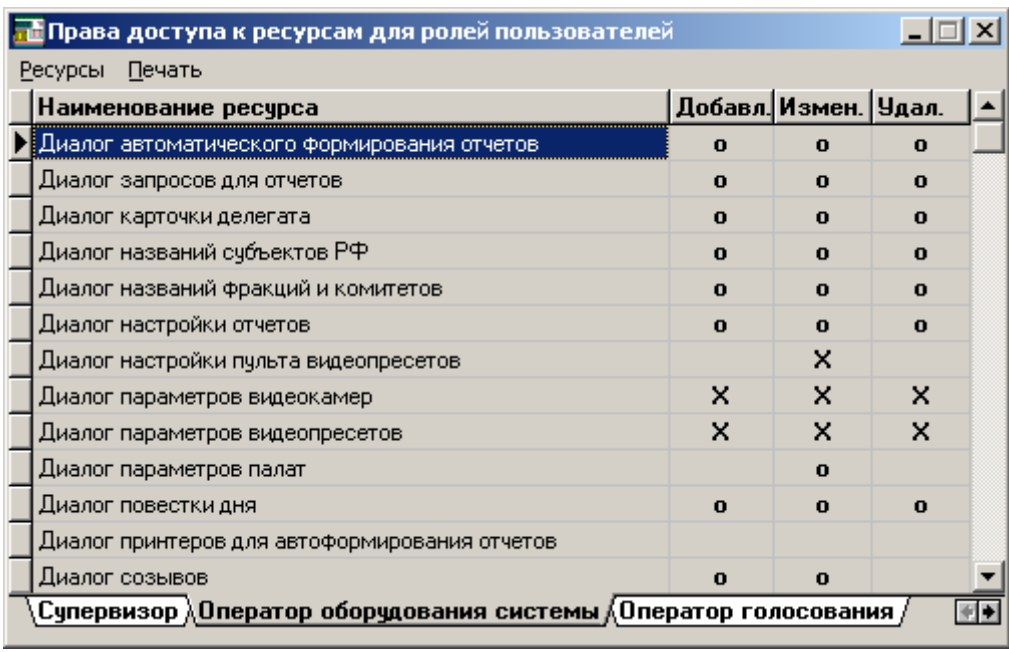 Права доступа к ресурсам для ролей пользователей
Ресурсы Печать
Наименование ресурса Добавл. Измен. Удал.
Диалог автоматического формирования отчетов о о о
Диалог запросов для отчетов о о о
Диалог карточки делегата о о о
Диалог названий субъектов РФ о о о
Диалог названий фракций и комитетов о о о
Диалог настройки отчетов о о о
Диалог настройки пульта видеопресетов X
Диалог параметров видеокамер X X X
Диалог параметров видеопресетов X X X
Диалог параметров палат о
Диалог повестки дня о о о
Диалог принтеров для автоформирования отчетов
Диалог созывов о о
Супервизор Оператор оборудования системы Оператор голосования